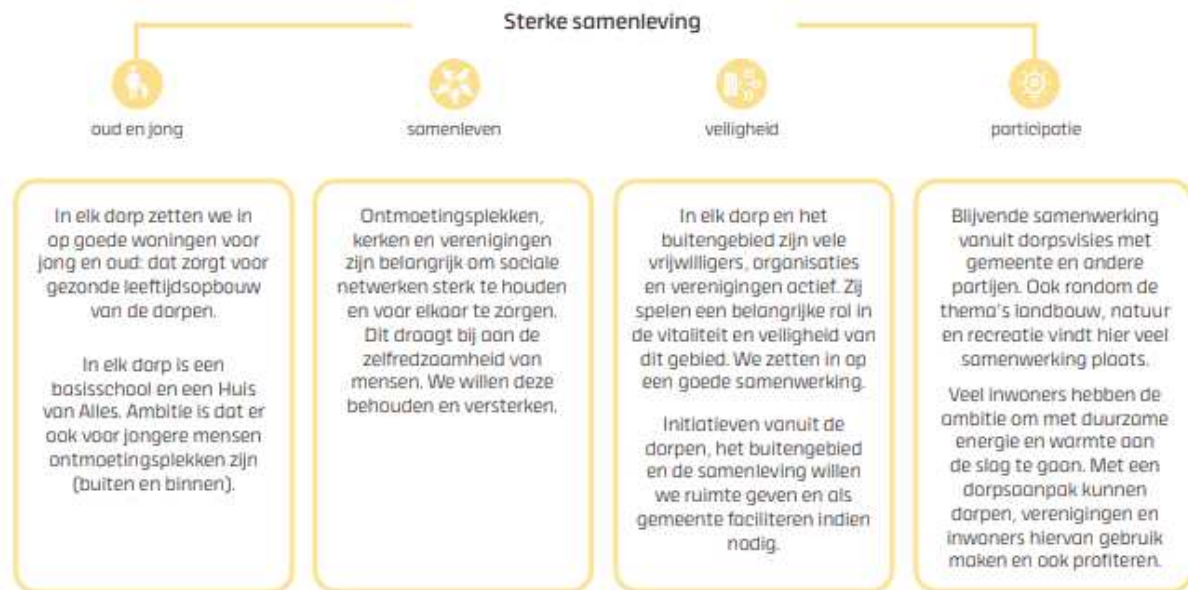 Sterke samenleving
oud en jong
samenleven
veiligheid
participatie
In elk dorp zetten we in
op goede woningen voor
jong en oud: dat zorgt voor
gezonde leeftijdsopbouw
van de dorpen.
In elk dorp is een
basisschool en een Huis
van Alles. Ambitie is dat er
ook voor jongere mensen
ontmoetingsplekken zijn
(buiten en binnen).
Ontmoetingsplekken,
kerken en verenigingen
zijn belangrijk om sociale
netwerken sterk te houden
en voor elkaar te zorgen.
Dit draagt bij aan de
zelfredzaamheid van
mensen. We willen deze
behouden en versterken.
In elk dorp en het
buitengebied zijn vele
vrijwilligers, organisaties
en verenigingen actief. Zij
spelen een belangrijke rol in
de vitaliteit en veiligheid van
dit gebied. We zetten in op
een goede samenwerking.
Initiatieven vanuit de
dorpen, het buitengebied
en de samenleving willen
we ruimte geven en als
gemeente faciliteren indien
nodig.
Blijvende samenwerking
vanuit dorpsvisies met
gemeente en andere
partijen. Ook rondom de
thema's landbouw, natuur
en recreatie vindt hier veel
samenwerking plaats.
Veel inwoners hebben de
ambitie om met duurzame
energie en warmte aan
de slag te gaan. Met een
dorpsaanpak kunnen
dorpen, verenigingen en
inwoners hiervan gebruik
maken en ook profiteren.